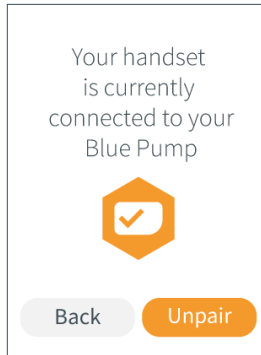 Your handset
is currently
connected to your
Blue Pump
Back Unpair